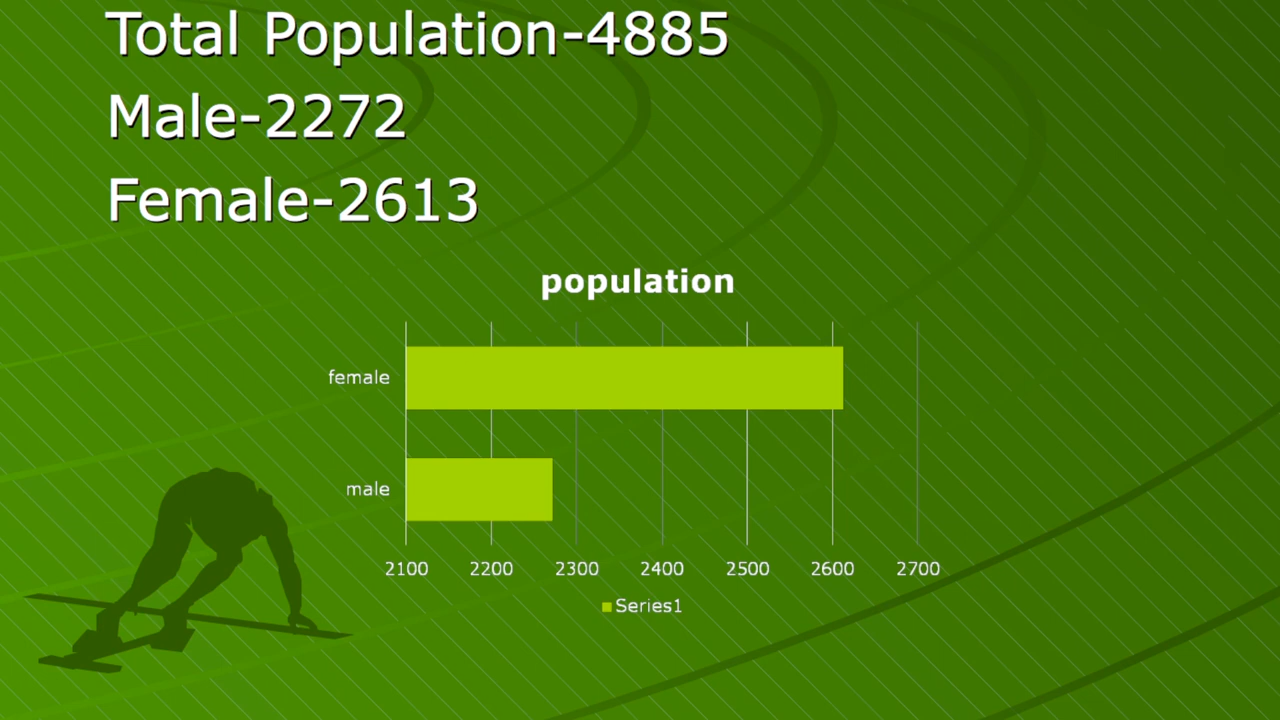 Total Population-4885
Male-2272
Female-2613
population
female
male
2100 2200 2300 2400 2500 2600 2700
Series1